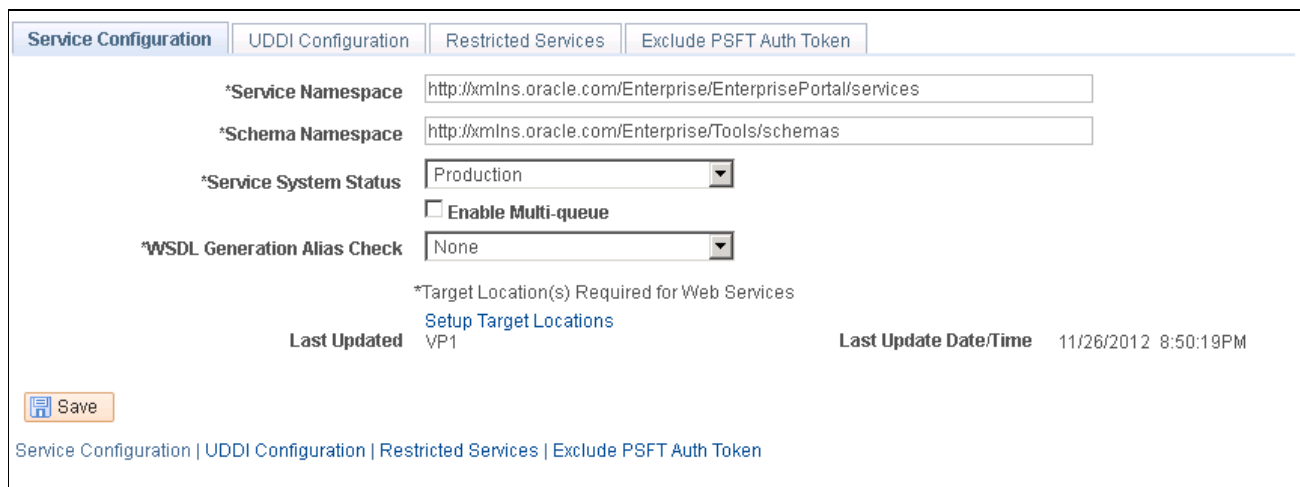 Service Configuration UDDI Configuration Restricted Services Exclude PSFT Auth Token
*Service Namespace http://xmlns.oracle.com/Enterprise/EnterprisePortal/services
*Schema Namespace http://xmlns.oracle.com/Enterprise/Tools/schemas
*Service System Status Production
Enable Multi-queue
*WSDL Generation Alias Check None
*Target Location(s) Required for Web Services
Setup Target Locations
Last Updated VP1 Last Update Date/Time 11/26/2012 8:50:19PM
Save
Service Configuration | UDDI Configuration | Restricted Services | Exclude PSFT Auth Token